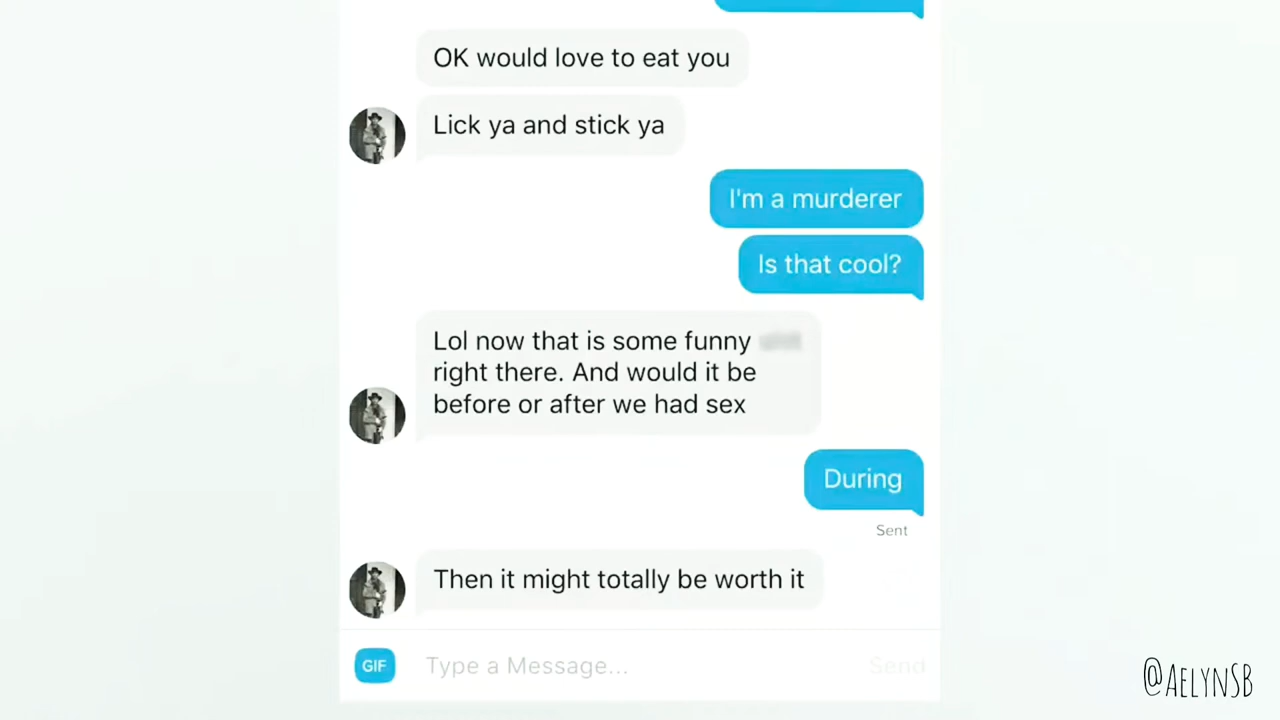 OK would love to eat you
Lick ya and stick ya
I'm a murderer
Is that cool?
Lol now that is some funny
right there. And would it be
before or after we had sex
During
Sent
Then it might totally be worth it
GIF
Type a Message...
Send
@AELYNSB